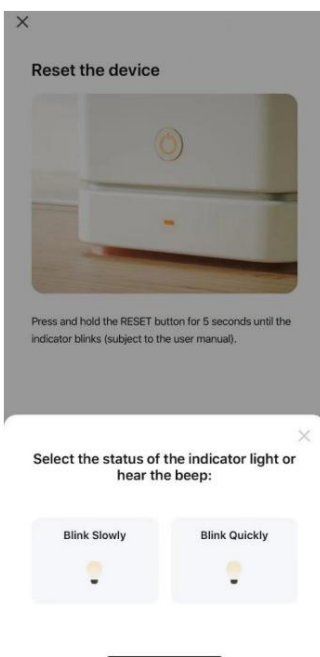 Reset the device
Press and hold the RESET button for 5 seconds until the
indicator blinks (subject to the user manual).
Select the status of the indicator light or
hear the beep:
Blink Slowly
Blink Quickly